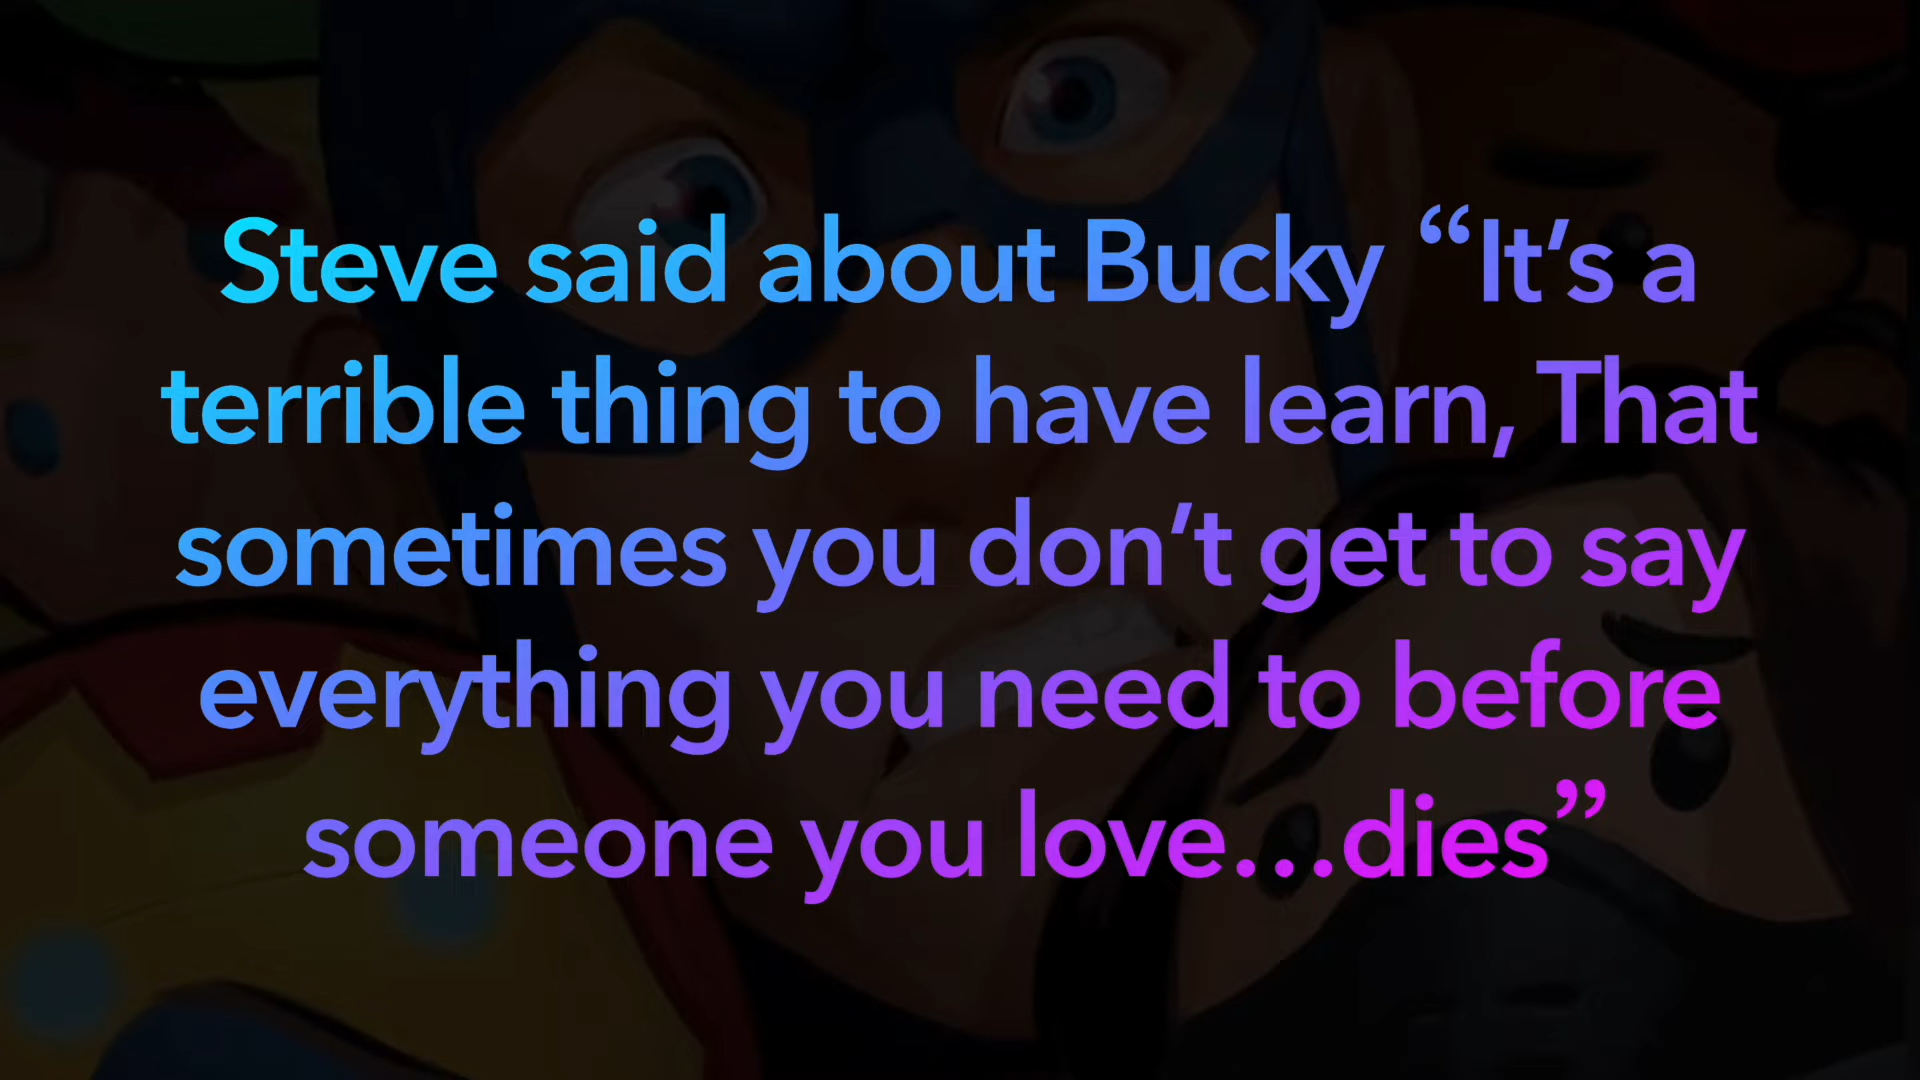 Steve said about Bucky “It’s a
terrible thing to have learn, That
sometimes you don’t get to say
everything you need to before
someone you love...dies”